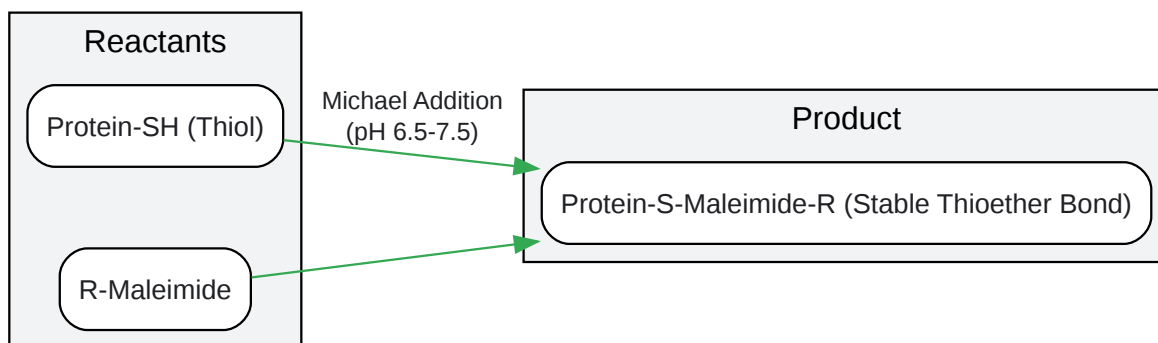 Reactants
Protein-SH (Thiol)
R-Maleimide
Michael Addition
(pH 6.5-7.5)
Product
Protein-S-Maleimide-R (Stable Thioether Bond)